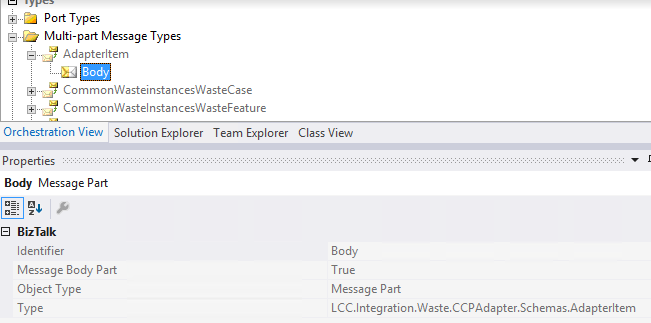 Types
Port Types
Multi-part Message Types
AdapterItem
Body
CommonWasteinstancesWasteCase
CommonWasteInstancesWasteFeature
Orchestration View Solution Explorer Team Explorer Class View
Properties
Body Message Part
BizTalk
Identifier Body
Message Body Part True
Object Type Message Part
Type LCC.Integration.Waste.CCPAdapter.Schemas.AdapterItem